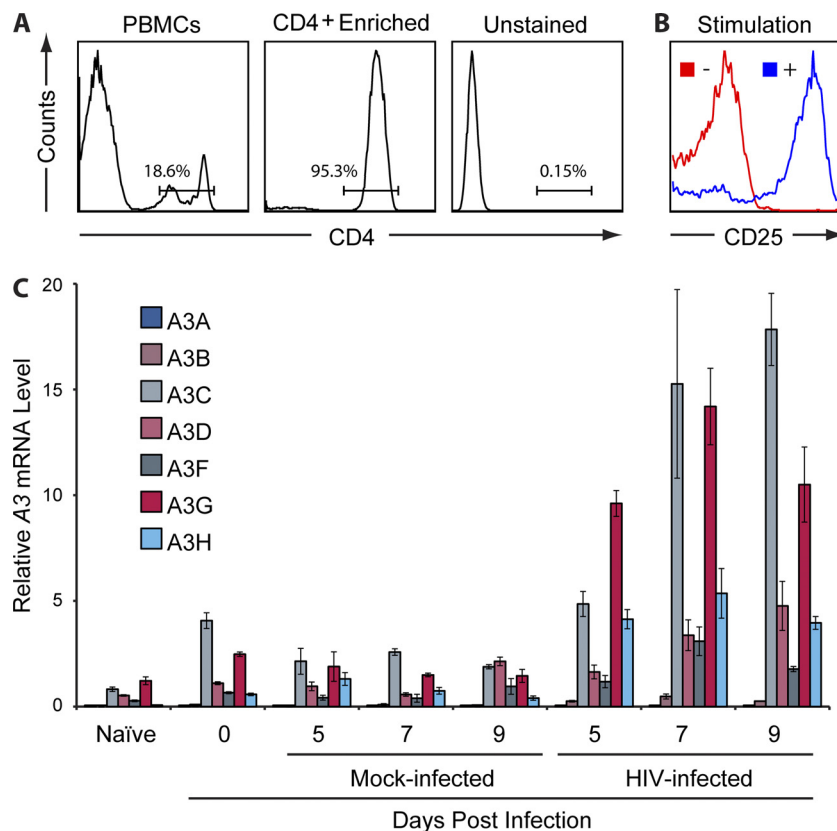 A
PBMCs
CD4+Enriched
Unstained
B
Stimulation
Counts
18.6%
95.3%
0.15%
-
+
CD4
CD25
C
Relative A3 mRNA Level
20
15
10
5
0
A3A
A3B
A3C
A3D
A3F
A3G
A3H
Naïve 0 5 7 9 5 7 9
Mock-infected HIV-infected
Days Post Infection